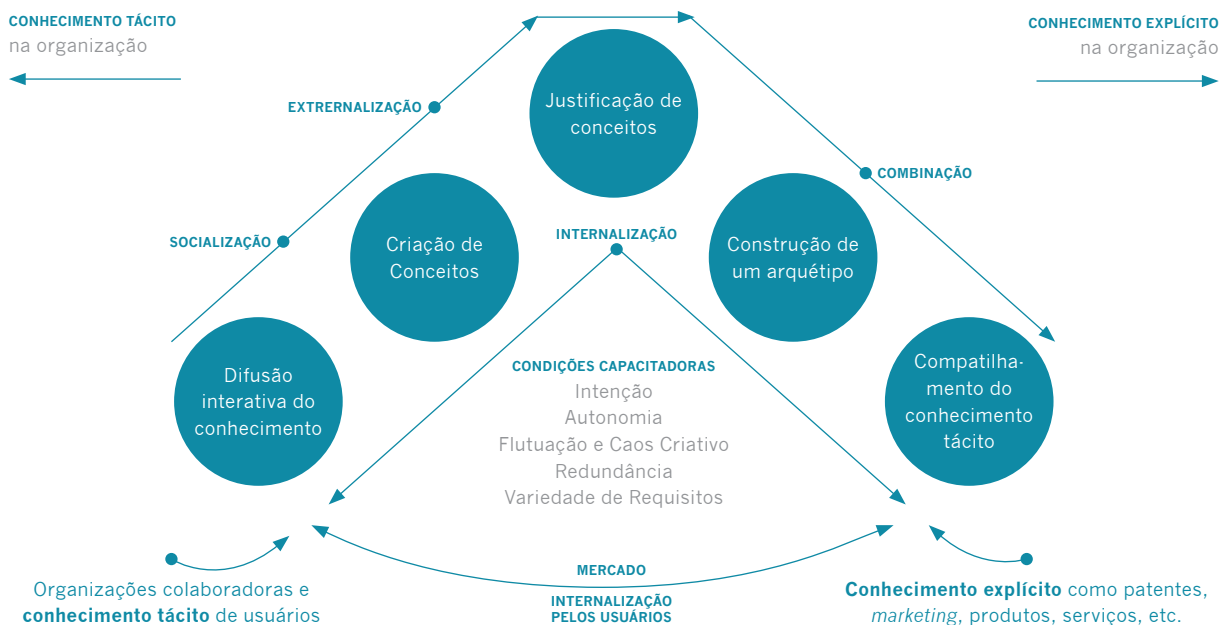 CONHECIMENTO TÁCITO
na organização
CONHECIMENTO EXPLÍCITO
na organização
EXTRERNALIZAÇÃO
Justificação de
conceitos
COMBINAÇÃO
SOCIALIZAÇÃO
Criação de
Conceitos
INTERNALIZAÇÃO
Construção de
um arquétipo
Difusão
interativa do
conhecimento
CONDIÇÕES CAPACITADORAS
Intenção
Autonomia
Flutuação e Caos Criativo
Redundância
Variedade de Requisitos
Compatilha-
mento do
conhecimento
tácito
Organizações colaboradoras e
conhecimento tácito de usuários
MERCADO
INTERNALIZAÇÃO
PELOS USUÁRIOS
Conhecimento explícito como patentes,
marketing, produtos, serviços, etc.